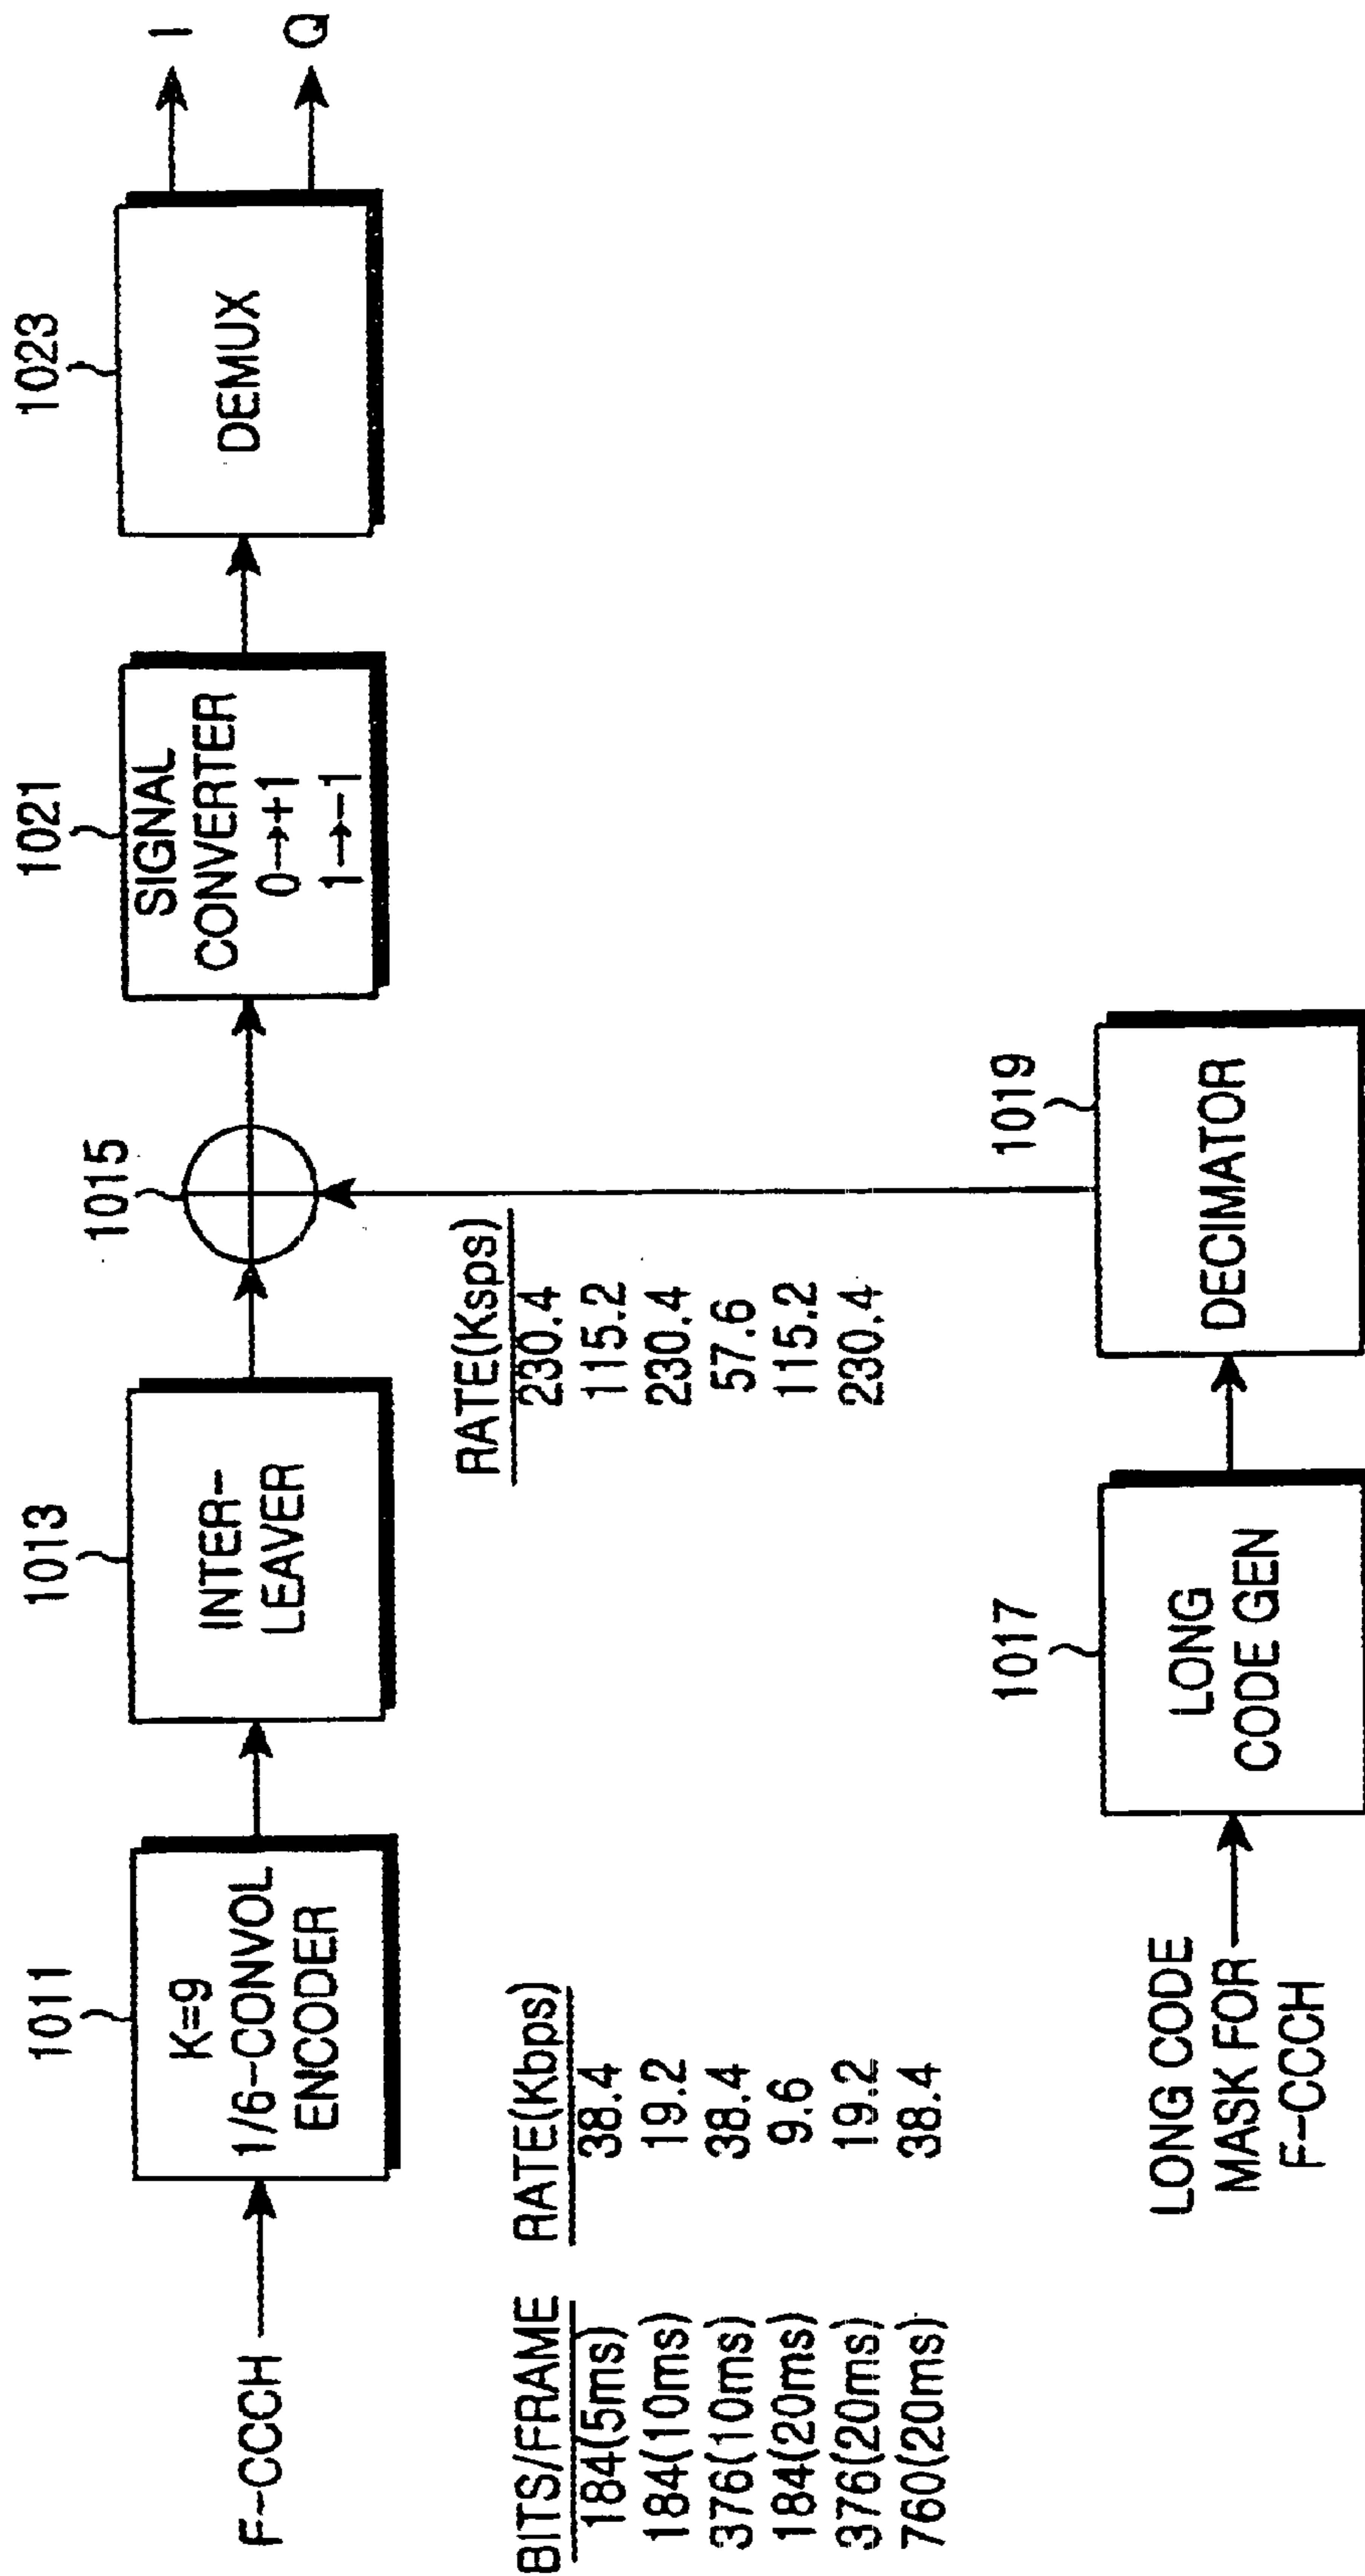 F-CCCH
1011
K=9
1/6-CONVOL
ENCODER
1013
INTER-
LEAVER
1015
1021
SIGNAL
CONVERTER
0→+1
1→-1
1023
DEMUX
I
Q
BITS/FRAME RATE(Kbps)
184(5ms) 38.4
184(10ms) 19.2
376(10ms) 38.4
184(20ms) 9.6
376(20ms) 19.2
760(20ms) 38.4
RATE(Ksps)
230.4
115.2
230.4
57.6
115.2
230.4
LONG CODE
MASK FOR
F-CCCH
1017
LONG
CODE GEN
1019
DECIMATOR